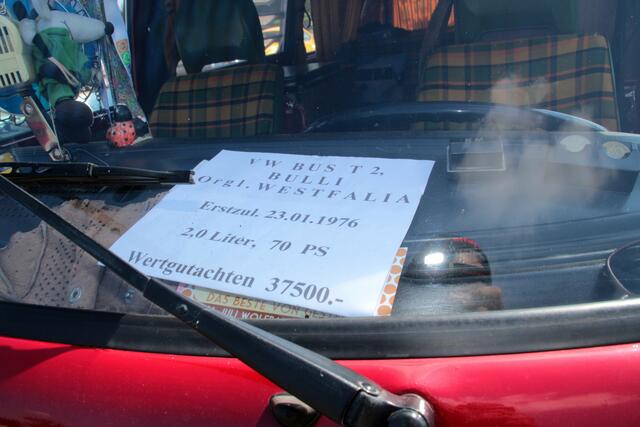 VW BUS T 2,
BULLI
Orgl. WESTFALIA
Erstzul. 23.01.1976
2,0 Liter, 70 PS
Wertgutachten 37500.-
DAS BESTE VON